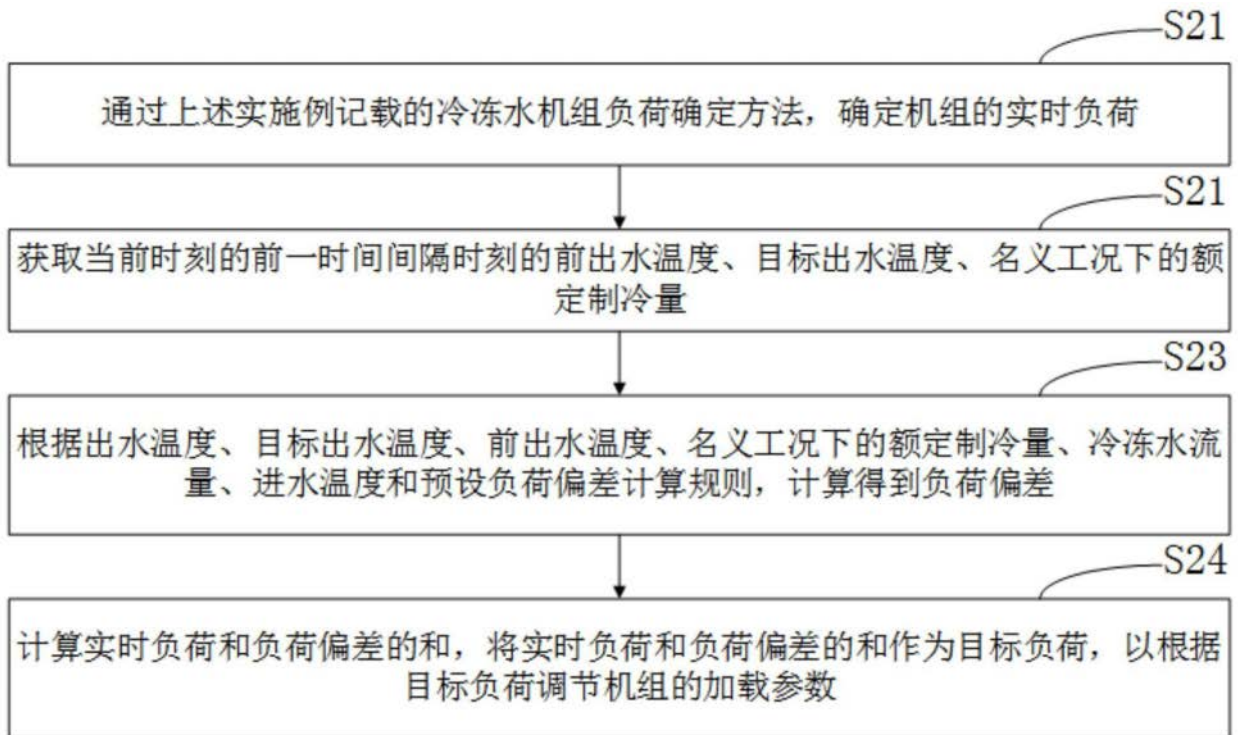 S21
通过上述实施例记载的冷冻水机组负荷确定方法，确定机组的实时负荷
S21
获取当前时刻的前一时间间隔时刻的前出水温度、目标出水温度、名义工况下的额
定制冷量
S23
根据出水温度、目标出水温度、前出水温度、名义工况下的额定制冷量、冷冻水流
量、进水温度和预设负荷偏差计算规则，计算得到负荷偏差
S24
计算实时负荷和负荷偏差的和，将实时负荷和负荷偏差的和作为目标负荷，以根据
目标负荷调节机组的加载参数